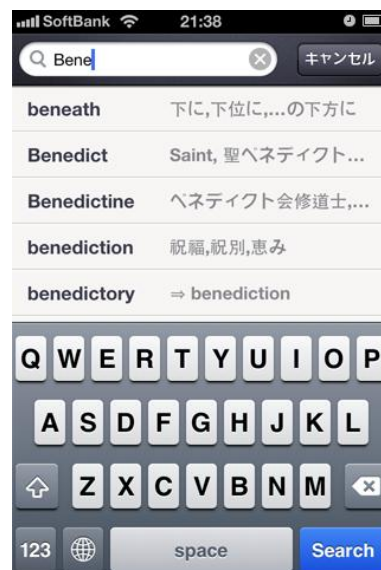 SoftBank 21:38
Bene キャンセル
beneath 下に,下位に,...の下方に
Benedict Saint, 聖ベネディクト...
Benedictine ベネディクト会修道士,...
benediction 祝福,祝別,恵み
benedictory ⇒ benediction
Q W E R T Y U I O P
A S D F G H J K L
Z X C V B N M
123 space Search